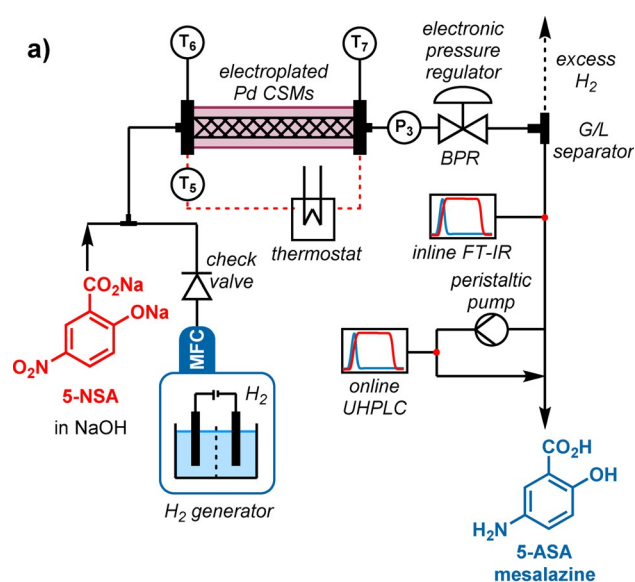 a)
T6
T7
electroplated
Pd CSMs
electronic
pressure
regulator
excess
H2
P3
BPR
G/L
separator
T5
thermostat
inline FT-IR
check
valve
peristaltic
pump
CO2Na
ONa
O2N
5-NSA
in NaOH
MFC
H2
H2 generator
online
UHPLC
CO2H
OH
H2N
5-ASA
mesalazine